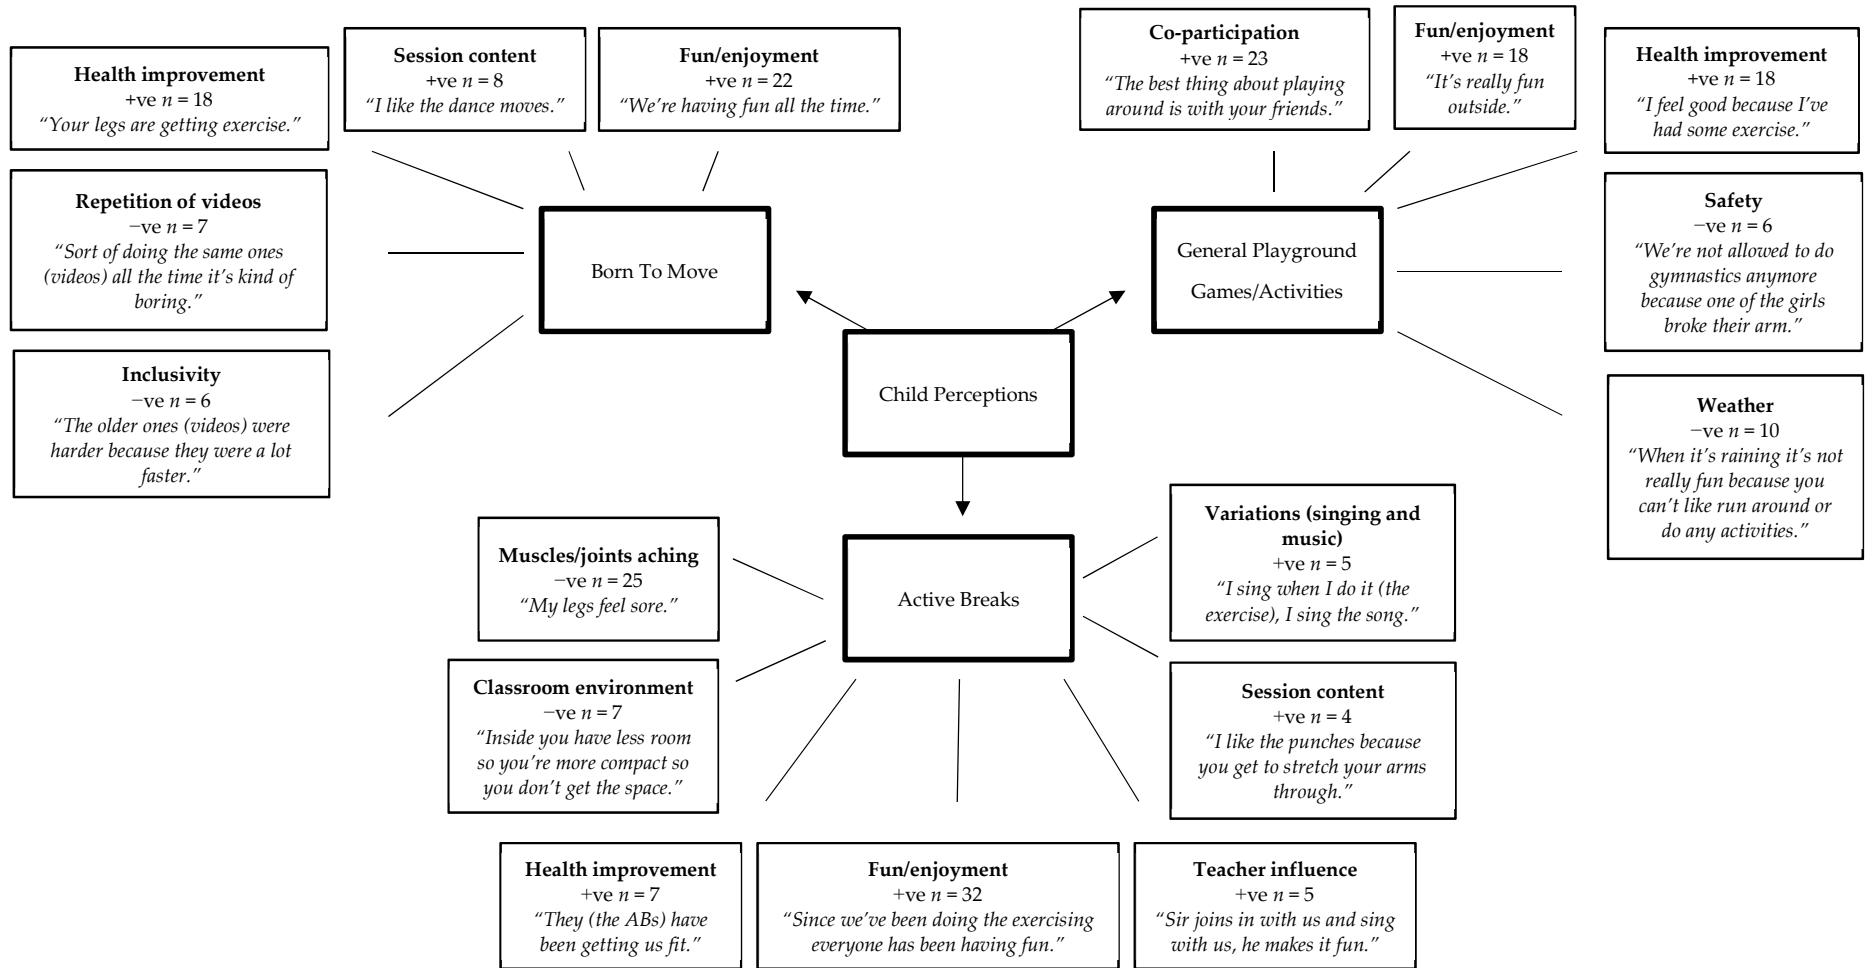 Health improvement
+ve n = 18
“Your legs are getting exercise.”
Session content
+ve n = 8
“I like the dance moves.”
Fun/enjoyment
+ve n = 22
“We’re having fun all the time.”
Repetition of videos
−ve n = 7
“Sort of doing the same ones
(videos) all the time it’s kind of
boring.”
Inclusivity
−ve n = 6
“The older ones (videos) were
harder because they were a lot
faster.”
Born To Move
Co-participation
+ve n = 23
“The best thing about playing
around is with your friends.”
Fun/enjoyment
+ve n = 18
“It’s really fun
outside.”
Health improvement
+ve n = 18
“I feel good because I’ve
had some exercise.”
General Playground
Games/Activities
Safety
−ve n = 6
“We’re not allowed to do
gymnastics anymore
because one of the girls
broke their arm.”
Weather
−ve n = 10
“When it’s raining it’s not
really fun because you
can’t like run around or
do any activities.”
Child Perceptions
Muscles/joints aching
−ve n = 25
“My legs feel sore.”
Active Breaks
Variations (singing and
music)
+ve n = 5
“I sing when I do it (the
exercise), I sing the song.”
Classroom environment
−ve n = 7
“Inside you have less room
so you’re more compact so
you don’t get the space.”
Session content
+ve n = 4
“I like the punches because
you get to stretch your arms
through.”
Health improvement
+ve n = 7
“They (the ABs) have
been getting us fit.”
Fun/enjoyment
+ve n = 32
“Since we’ve been doing the exercising
everyone has been having fun.”
Teacher influence
+ve n = 5
“Sir joins in with us and sing
with us, he makes it fun.”